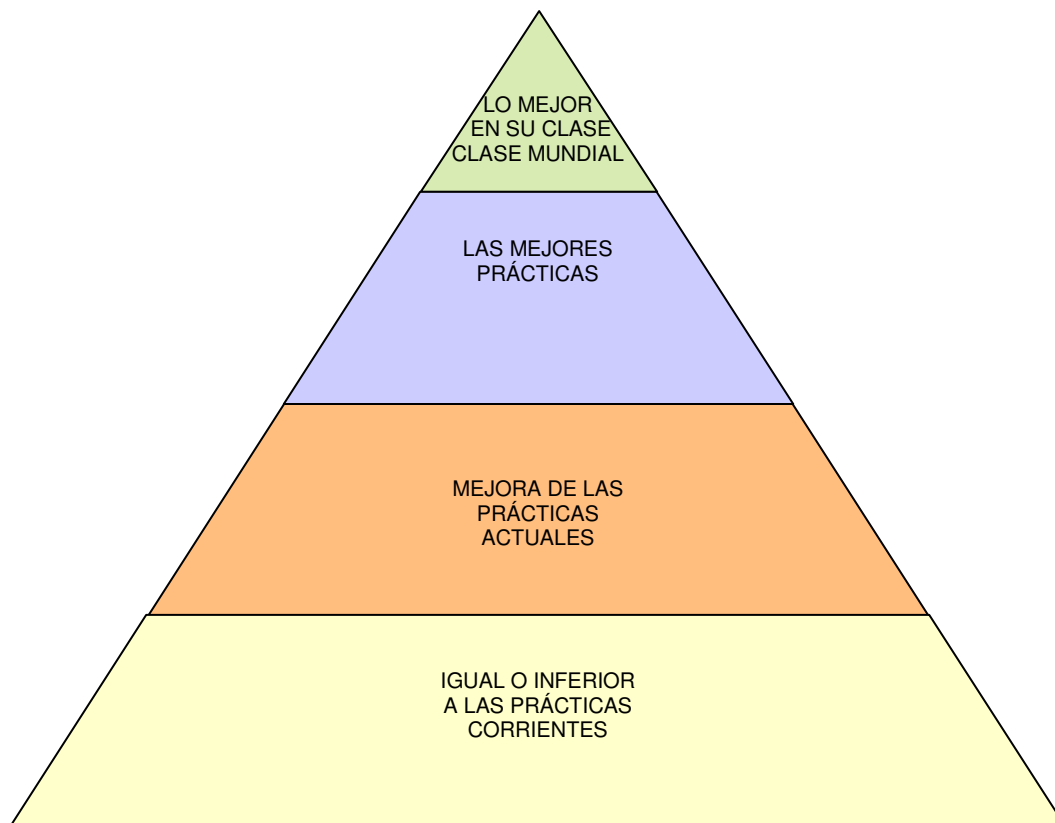 LO MEJOR
EN SU CLASE
CLASE MUNDIAL
LAS MEJORES
PRÁCTICAS
MEJORA DE LAS
PRÁCTICAS
ACTUALES
IGUAL O INFERIOR
A LAS PRÁCTICAS
CORRIENTES